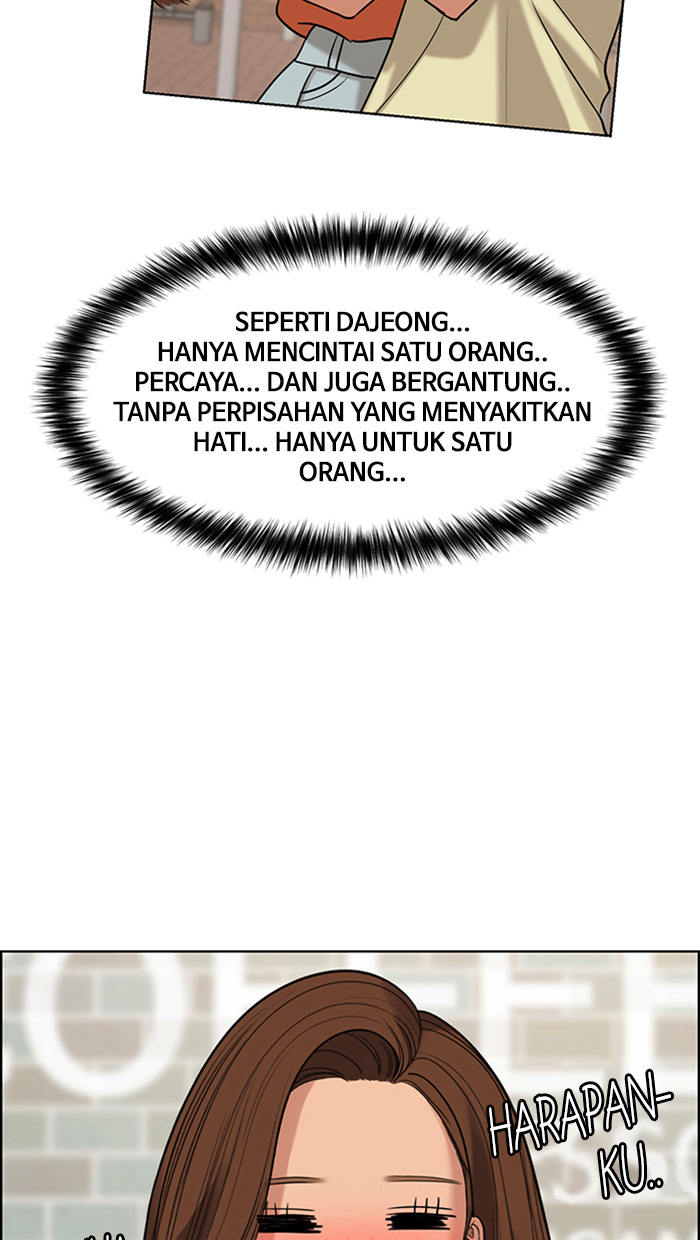 SEPERTI DAJEONG...
HANYA MENCINTAI SATU ORANG..
PERCAYA... DAN JUGA BERGANTUNG..
TANPA PERPISAHAN YANG MENYAKITKAN
HATI... HANYA UNTUK SATU
ORANG...
HARAPAN-
KU..